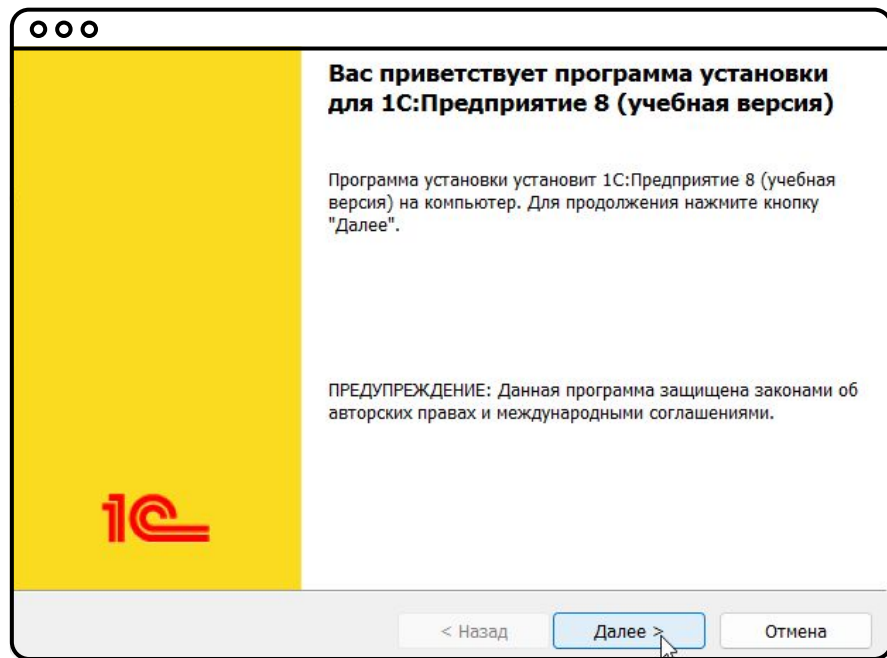 Вас приветствует программа установки
для 1С:Предприятие 8 (учебная версия)
Программа установки установит 1С:Предприятие 8 (учебная
версия) на компьютер. Для продолжения нажмите кнопку
"Далее".
ПРЕДУПРЕЖДЕНИЕ: Данная программа защищена законами об
авторских правах и международными соглашениями.
1С
< Назад
Далее >
Отмена